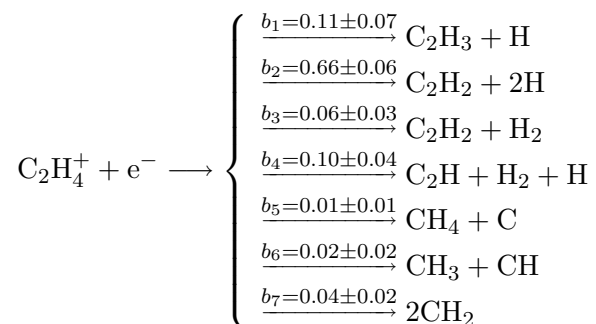 b₁=0.11±0.07 C₂H₃ + H
b₂=0.66±0.06 C₂H₂ + 2H
b₃=0.06±0.03 C₂H₂ + H₂
C₂H₄⁺ + e⁻ ⟶ { b₄=0.10±0.04 C₂H + H₂ + H
b₅=0.01±0.01 CH₄ + C
b₆=0.02±0.02 CH₃ + CH
b₇=0.04±0.02 2CH₂